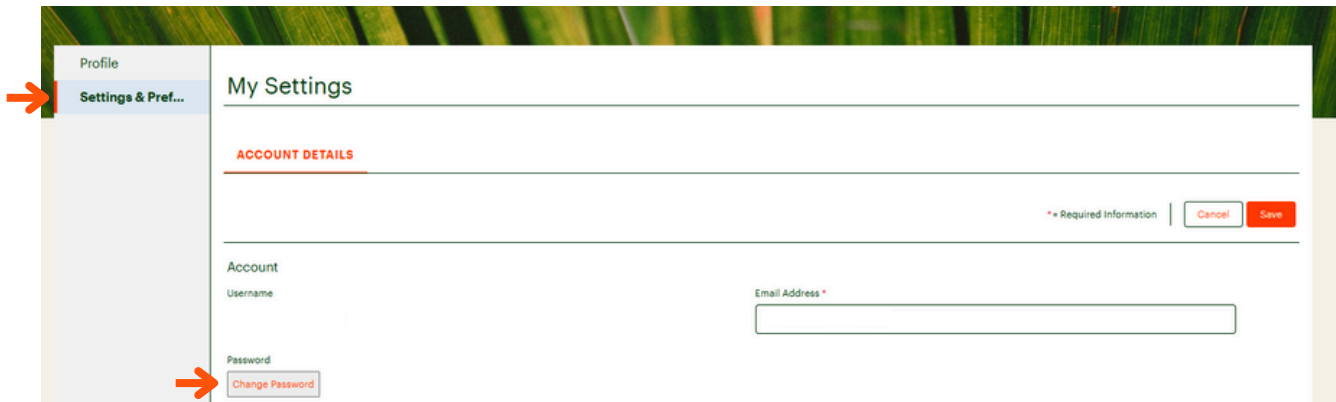 Profile
Settings & Pref...
My Settings
ACCOUNT DETAILS
*= Required Information
Cancel
Save
Account
Username
Email Address *
Password
Change Password